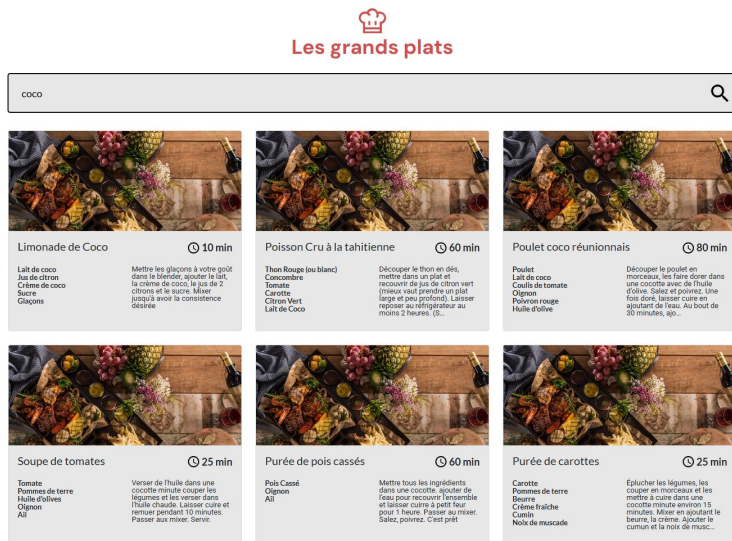 Les grands plats
coco
Limonade de Coco
10 min
Lait de coco
Jus de citron
Crème de coco
Sucre
Glaçons
Mettre les glaçons à votre goût
dans le blender, ajouter le lait,
la crème de coco, le jus de 2
citrons et le sucre. Mixer
jusqu'à avoir la consistence
désirée
Poisson Cru à la tahitienne
60 min
Thon Rouge (ou blanc)
Concombre
Tomate
Carotte
Citron Vert
Lait de Coco
Découper le thon en dés,
mettre dans un plat et
recouvrir de jus de citron vert
(mieux vaut prendre un plat
large et peu profond). Laisser
reposer au réfrigérateur au
moins 2 heures. (S...
Poulet coco réunionnais
80 min
Poulet
Lait de coco
Coulis de tomate
Oignon
Poivron rouge
Huile d'olive
Découper le poulet en
morceaux, les faire dorer dans
une cocotte avec de l'huile
d'olive. Salez et poivrez. Une
fois doré, laisser cuire en
ajoutant de l'eau. Au bout de
30 minutes, ajo...
Soupe de tomates
25 min
Tomate
Pommes de terre
Huile d'olives
Oignon
Ail
Verser de l'huile dans une
cocotte minute couper les
légumes et les verser dans
l'huile chaude. Laisser cuire et
remuer pendant 10 minutes.
Passer aux mixer. Servir.
Purée de pois cassés
60 min
Pois Cassé
Oignon
Ail
Mettre tous les ingrédients
dans une cocotte. ajouter de
l'eau pour recouvrir l'ensemble
et laisser cuirre à petit feur
pour 1 heure. Passer au mixer.
Salez, poivrez. C'est prêt
Purée de carottes
25 min
Carotte
Pommes de terre
Beurre
Crème fraîche
Cumin
Noix de muscade
Éplucher les légumes, les
couper en morceaux et les
mettre à cuire dans une
cocotte minute environ 15
minutes. Mixer en ajoutant le
beurre, la crème. Ajouter le
cumun et la noix de musc...